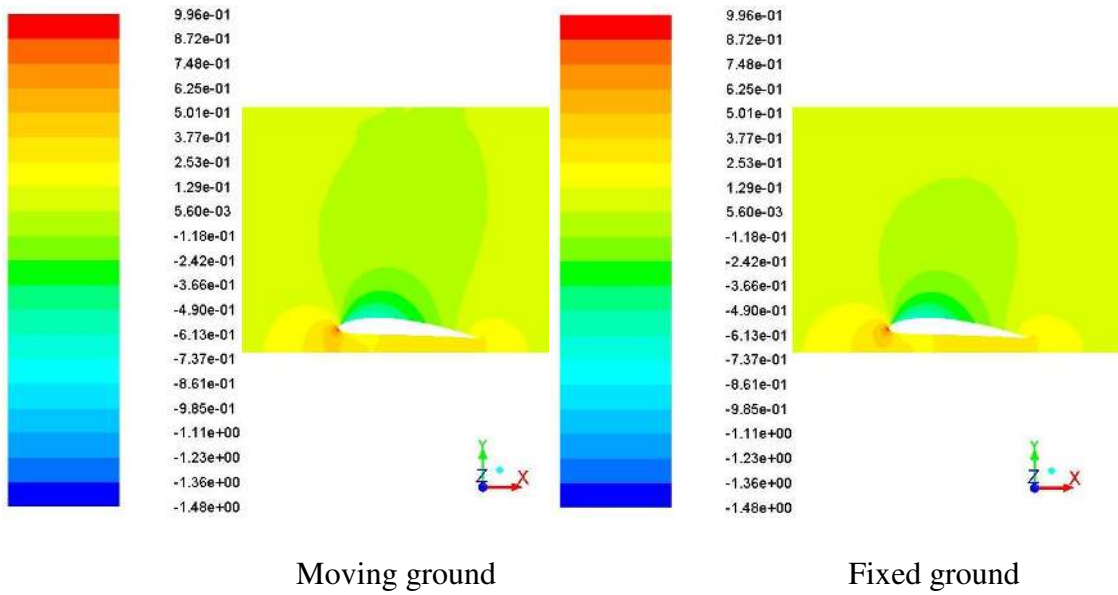 9.96e-01
8.72e-01
7.48e-01
6.25e-01
5.01e-01
3.77e-01
2.53e-01
1.29e-01
5.60e-03
-1.18e-01
-2.42e-01
-3.66e-01
-4.90e-01
-6.13e-01
-7.37e-01
-8.61e-01
-9.85e-01
-1.11e+00
-1.23e+00
-1.36e+00
-1.48e+00
Y
Z X
Moving ground
9.96e-01
8.72e-01
7.48e-01
6.25e-01
5.01e-01
3.77e-01
2.53e-01
1.29e-01
5.60e-03
-1.18e-01
-2.42e-01
-3.66e-01
-4.90e-01
-6.13e-01
-7.37e-01
-8.61e-01
-9.85e-01
-1.11e+00
-1.23e+00
-1.36e+00
-1.48e+00
Y
Z X
Fixed ground